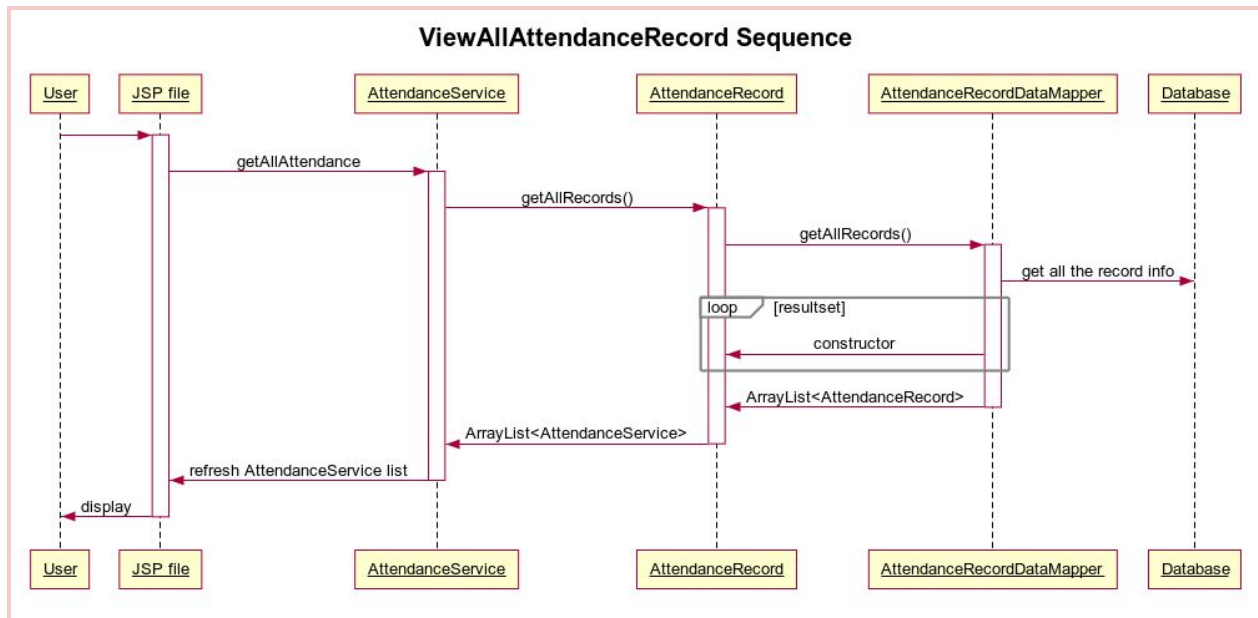 ViewAllAttendanceRecord Sequence
User JSP file AttendanceService AttendanceRecord AttendanceRecordDataMapper Database
getAllAttendance
getAllRecords()
getAllRecords()
get all the record info
loop [resultset]
constructor
ArrayList<AttendanceRecord>
ArrayList<AttendanceService>
refresh AttendanceService list
display
User JSP file AttendanceService AttendanceRecord AttendanceRecordDataMapper Database